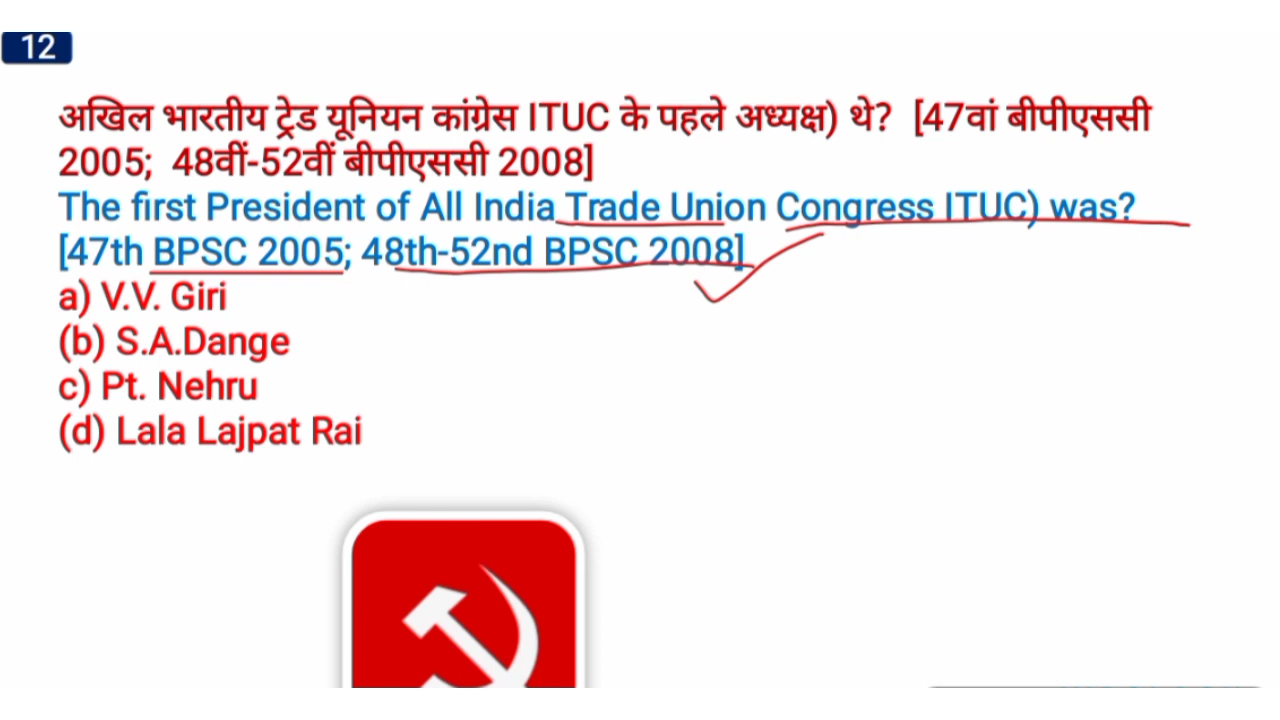 12
अखिल भारतीय ट्रेड यूनियन कांग्रेस ITUC के पहले अध्यक्ष) थे? [47वां बीपीएससी
2005; 48वीं-52वीं बीपीएससी 2008]
The first President of All India Trade Union Congress ITUC) was?
[47th BPSC 2005; 48th-52nd BPSC 2008]
a) V.V. Giri
(b) S.A.Dange
c) Pt. Nehru
(d) Lala Lajpat Rai